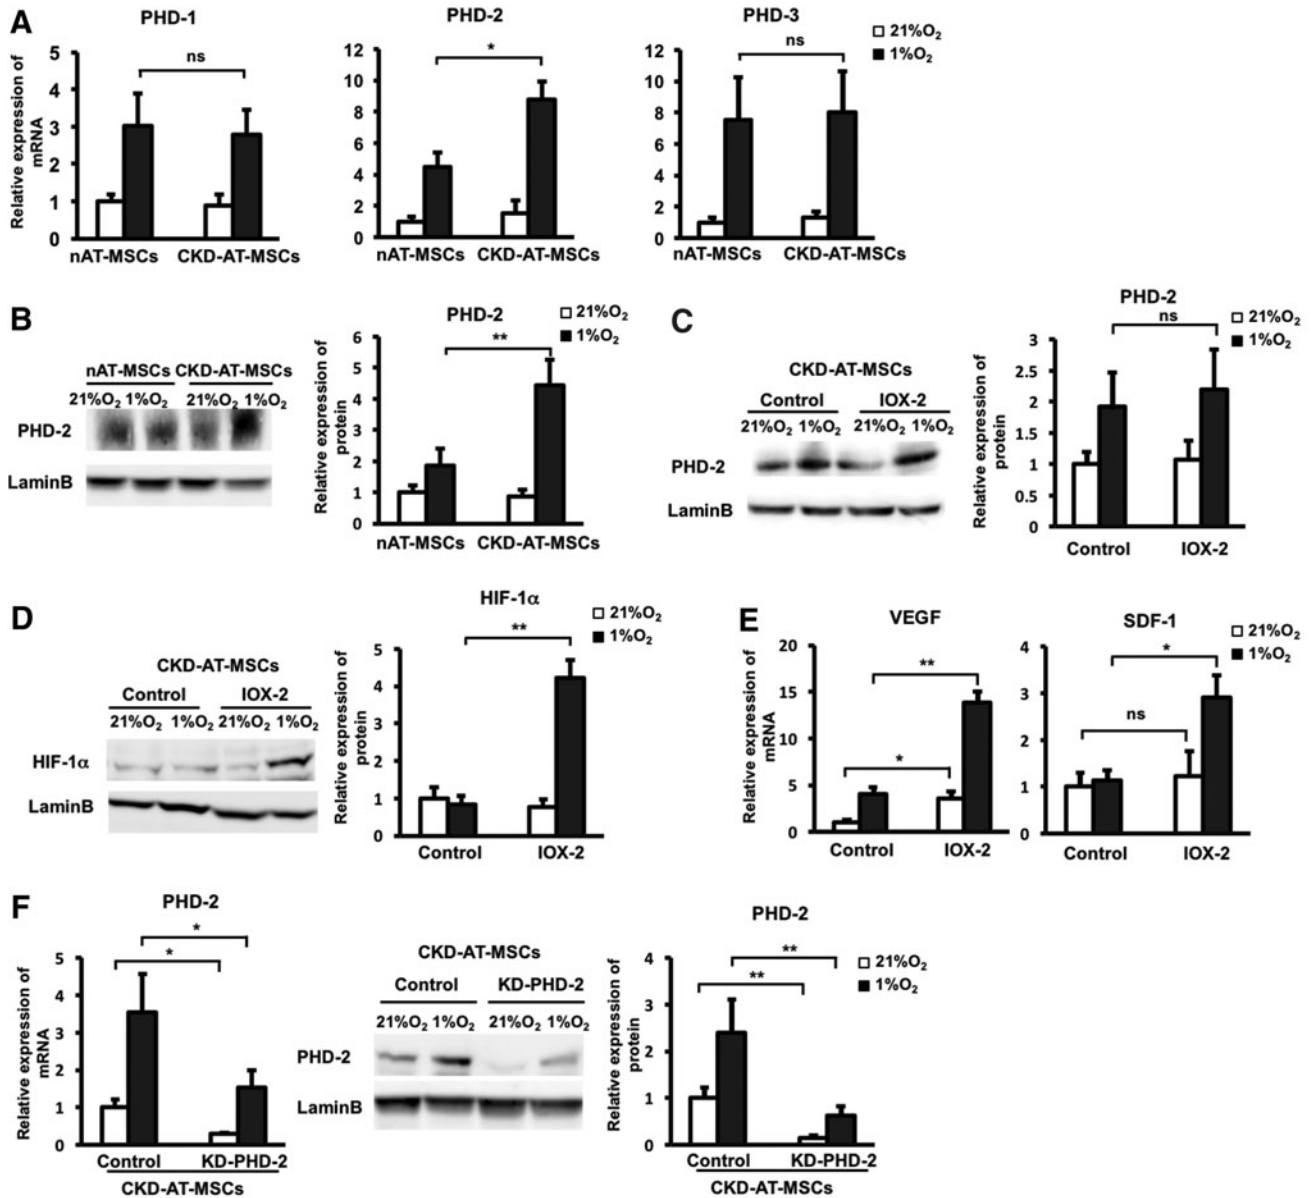 A
PHD-1
PHD-2
PHD-3
21%O2
1%O2
Relative expression of
mRNA
5
4
3
2
1
0
ns
nAT-MSCs CKD-AT-MSCs
12
10
8
6
4
2
0
*
nAT-MSCs CKD-AT-MSCs
12
10
8
6
4
2
0
ns
nAT-MSCs CKD-AT-MSCs
B
nAT-MSCs CKD-AT-MSCs
21%O2 1%O2 21%O2 1%O2
PHD-2
LaminB
PHD-2
21%O2
1%O2
Relative expression of
protein
6
5
4
3
2
1
0
**
nAT-MSCs CKD-AT-MSCs
C
CKD-AT-MSCs
Control IOX-2
21%O2 1%O2 21%O2 1%O2
PHD-2
LaminB
PHD-2
21%O2
1%O2
Relative expression of
protein
3
2.5
2
1.5
1
0.5
0
ns
Control IOX-2
D
CKD-AT-MSCs
Control IOX-2
21%O2 1%O2 21%O2 1%O2
HIF-1α
LaminB
HIF-1α
21%O2
1%O2
Relative expression of
protein
5
4
3
2
1
0
**
Control IOX-2
E
VEGF
Relative expression of
mRNA
20
15
10
5
0
**
*
Control IOX-2
SDF-1
21%O2
1%O2
4
3
2
1
0
*
ns
Control IOX-2
F
PHD-2
Relative expression of
mRNA
5
4
3
2
1
0
*
*
Control KD-PHD-2
CKD-AT-MSCs
CKD-AT-MSCs
Control KD-PHD-2
21%O2 1%O2 21%O2 1%O2
PHD-2
LaminB
PHD-2
21%O2
1%O2
Relative expression of
protein
4
3
2
1
0
**
**
Control KD-PHD-2
CKD-AT-MSCs